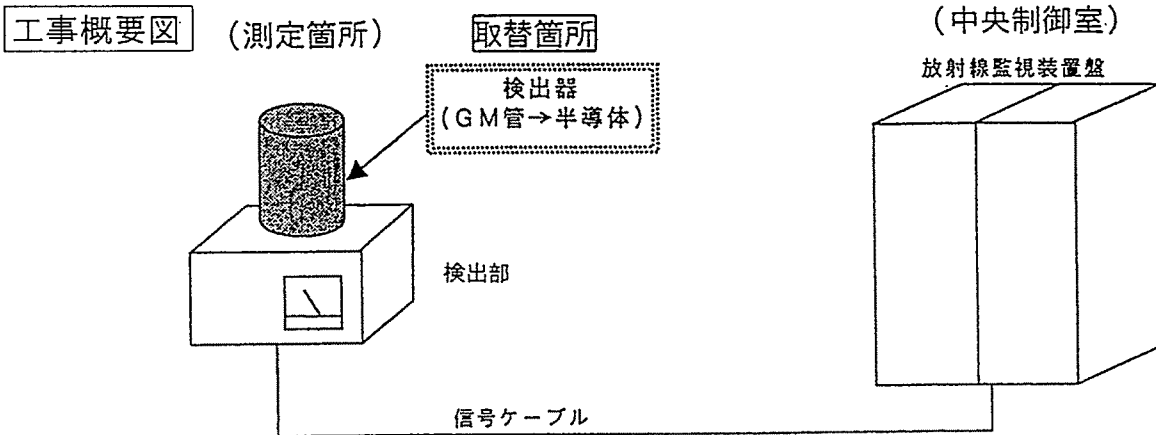 工事概要図
（測定箇所）
取替箇所
（中央制御室）
放射線監視装置盤
検出器
（ＧＭ管→半導体）
検出部
信号ケーブル